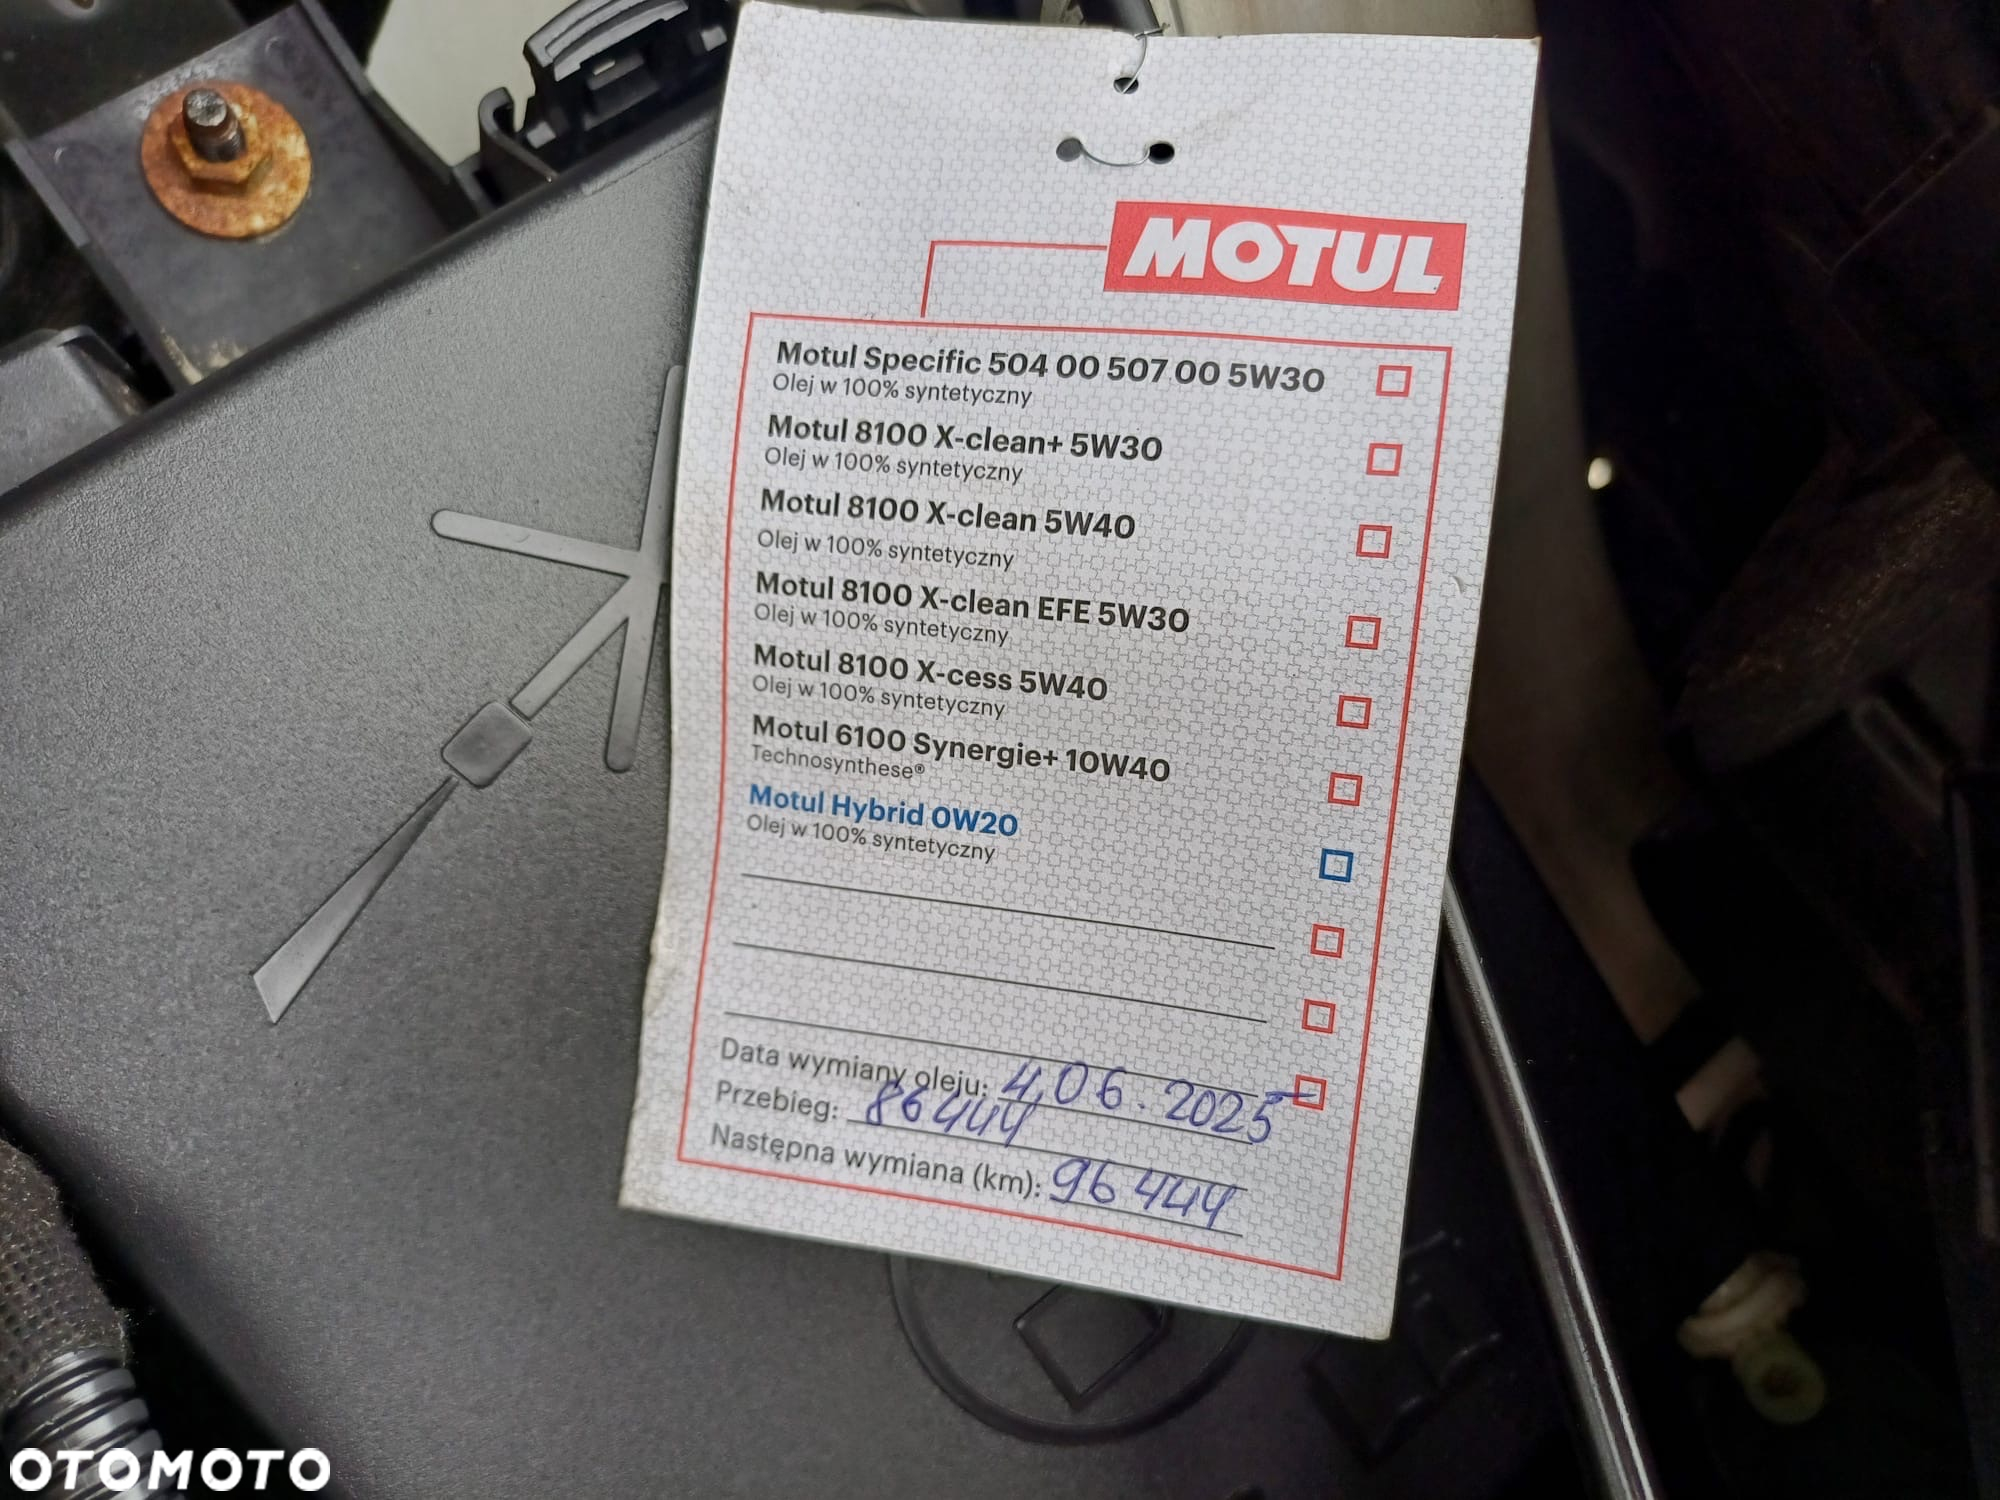 MOTUL
Motul Specific 504 00 507 00 5W30
Olej w 100% syntetyczny
Motul 8100 X-clean+ 5W30
Olej w 100% syntetyczny
Motul 8100 X-clean 5W40
Olej w 100% syntetyczny
Motul 8100 X-clean EFE 5W30
Olej w 100% syntetyczny
Motul 8100 X-cess 5W40
Olej w 100% syntetyczny
Motul 6100 Synergie+ 10W40
Technosynthese®
Motul Hybrid 0W20
Olej w 100% syntetyczny
Data wymiany oleju: 4.06.2025
Przebieg: 86444
Następna wymiana (km): 96444
OTOMOTO